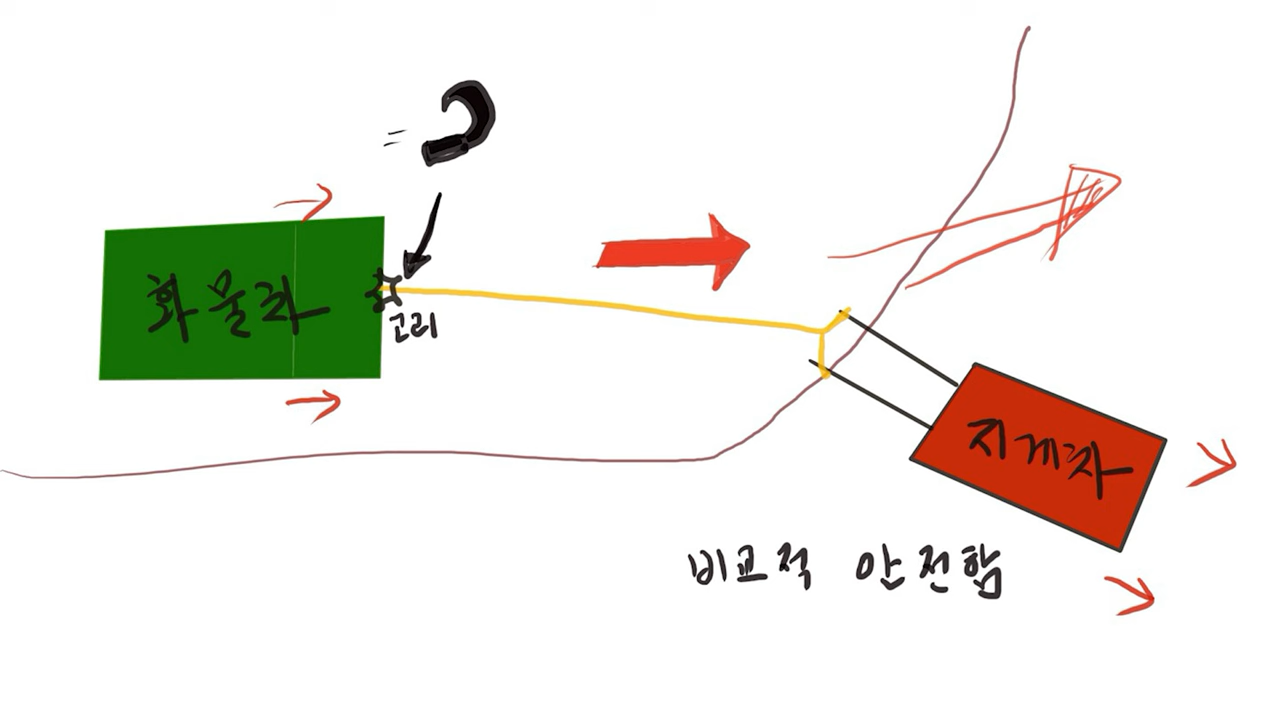 화물차
고리
지게차
비교적 안전함